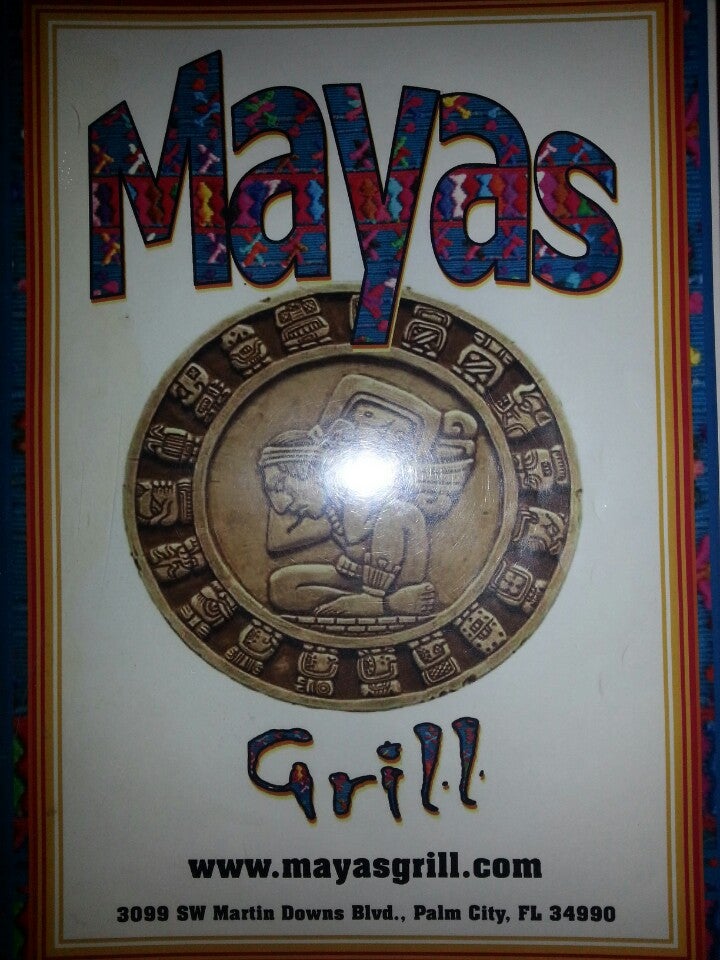 Mayas
Grill
www.mayasgrill.com
3099 SW Martin Downs Blvd., Palm City, FL 34990